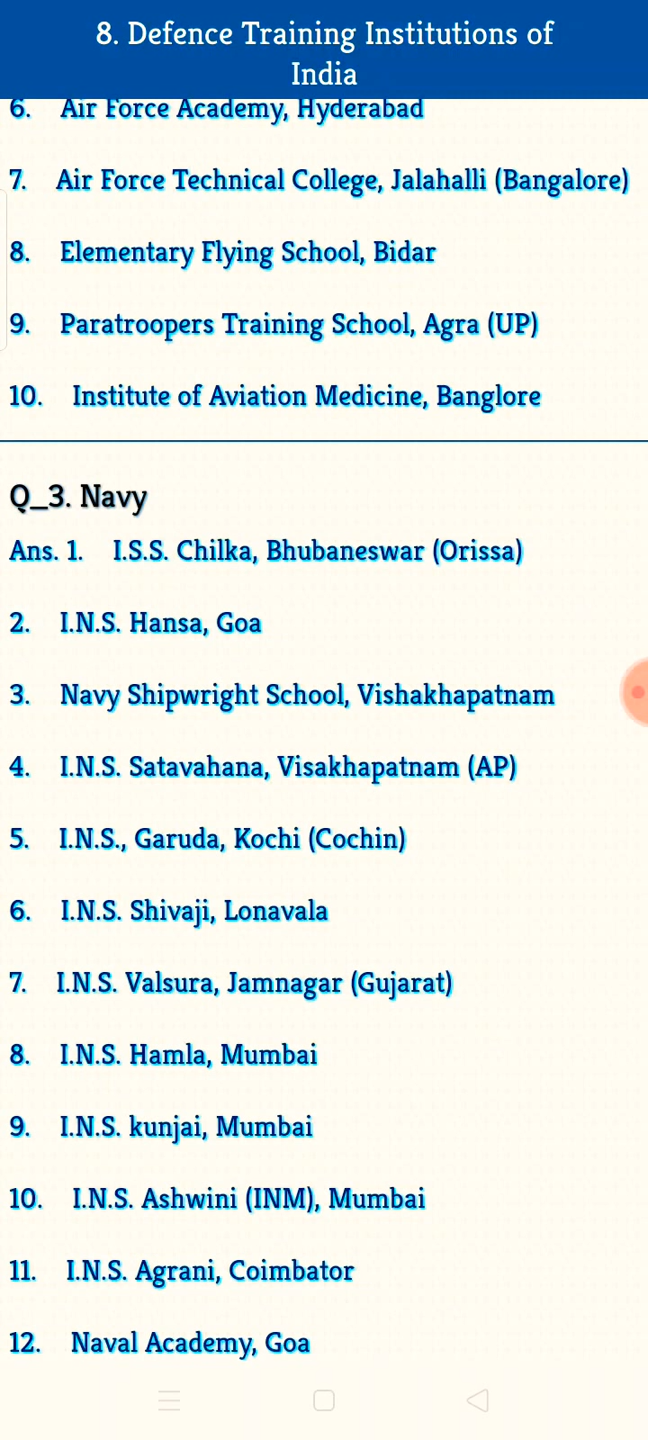 8. Defence Training Institutions of
India
6. Air Force Academy, Hyderabad
7. Air Force Technical College, Jalahalli (Bangalore)
8. Elementary Flying School, Bidar
9. Paratroopers Training School, Agra (UP)
10. Institute of Aviation Medicine, Banglore
Q_3. Navy
Ans. 1. I.S.S. Chilka, Bhubaneswar (Orissa)
2. I.N.S. Hansa, Goa
3. Navy Shipwright School, Vishakhapatnam
4. I.N.S. Satavahana, Visakhapatnam (AP)
5. I.N.S., Garuda, Kochi (Cochin)
6. I.N.S. Shivaji, Lonavala
7. I.N.S. Valsura, Jamnagar (Gujarat)
8. I.N.S. Hamla, Mumbai
9. I.N.S. kunjai, Mumbai
10. I.N.S. Ashwini (INM), Mumbai
11. I.N.S. Agrani, Coimbator
12. Naval Academy, Goa